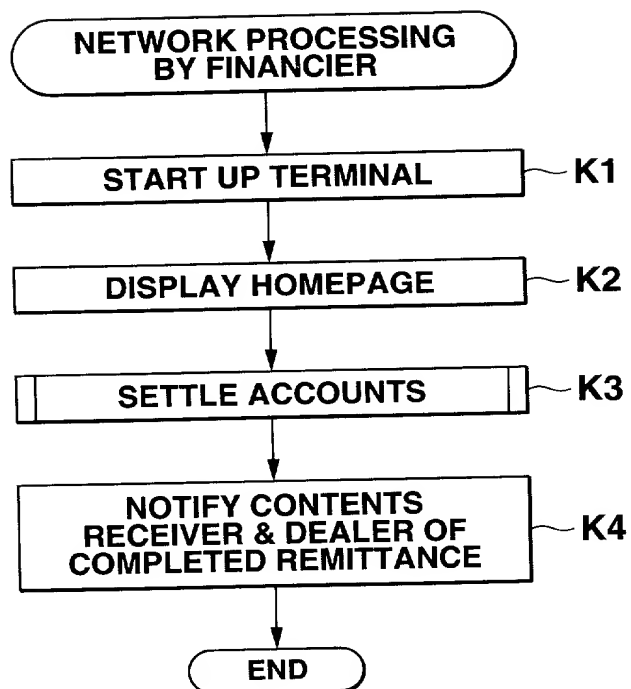 NETWORK PROCESSING
BY FINANCIER
START UP TERMINAL
K1
DISPLAY HOMEPAGE
K2
SETTLE ACCOUNTS
K3
NOTIFY CONTENTS
RECEIVER & DEALER OF
COMPLETED REMITTANCE
K4
END